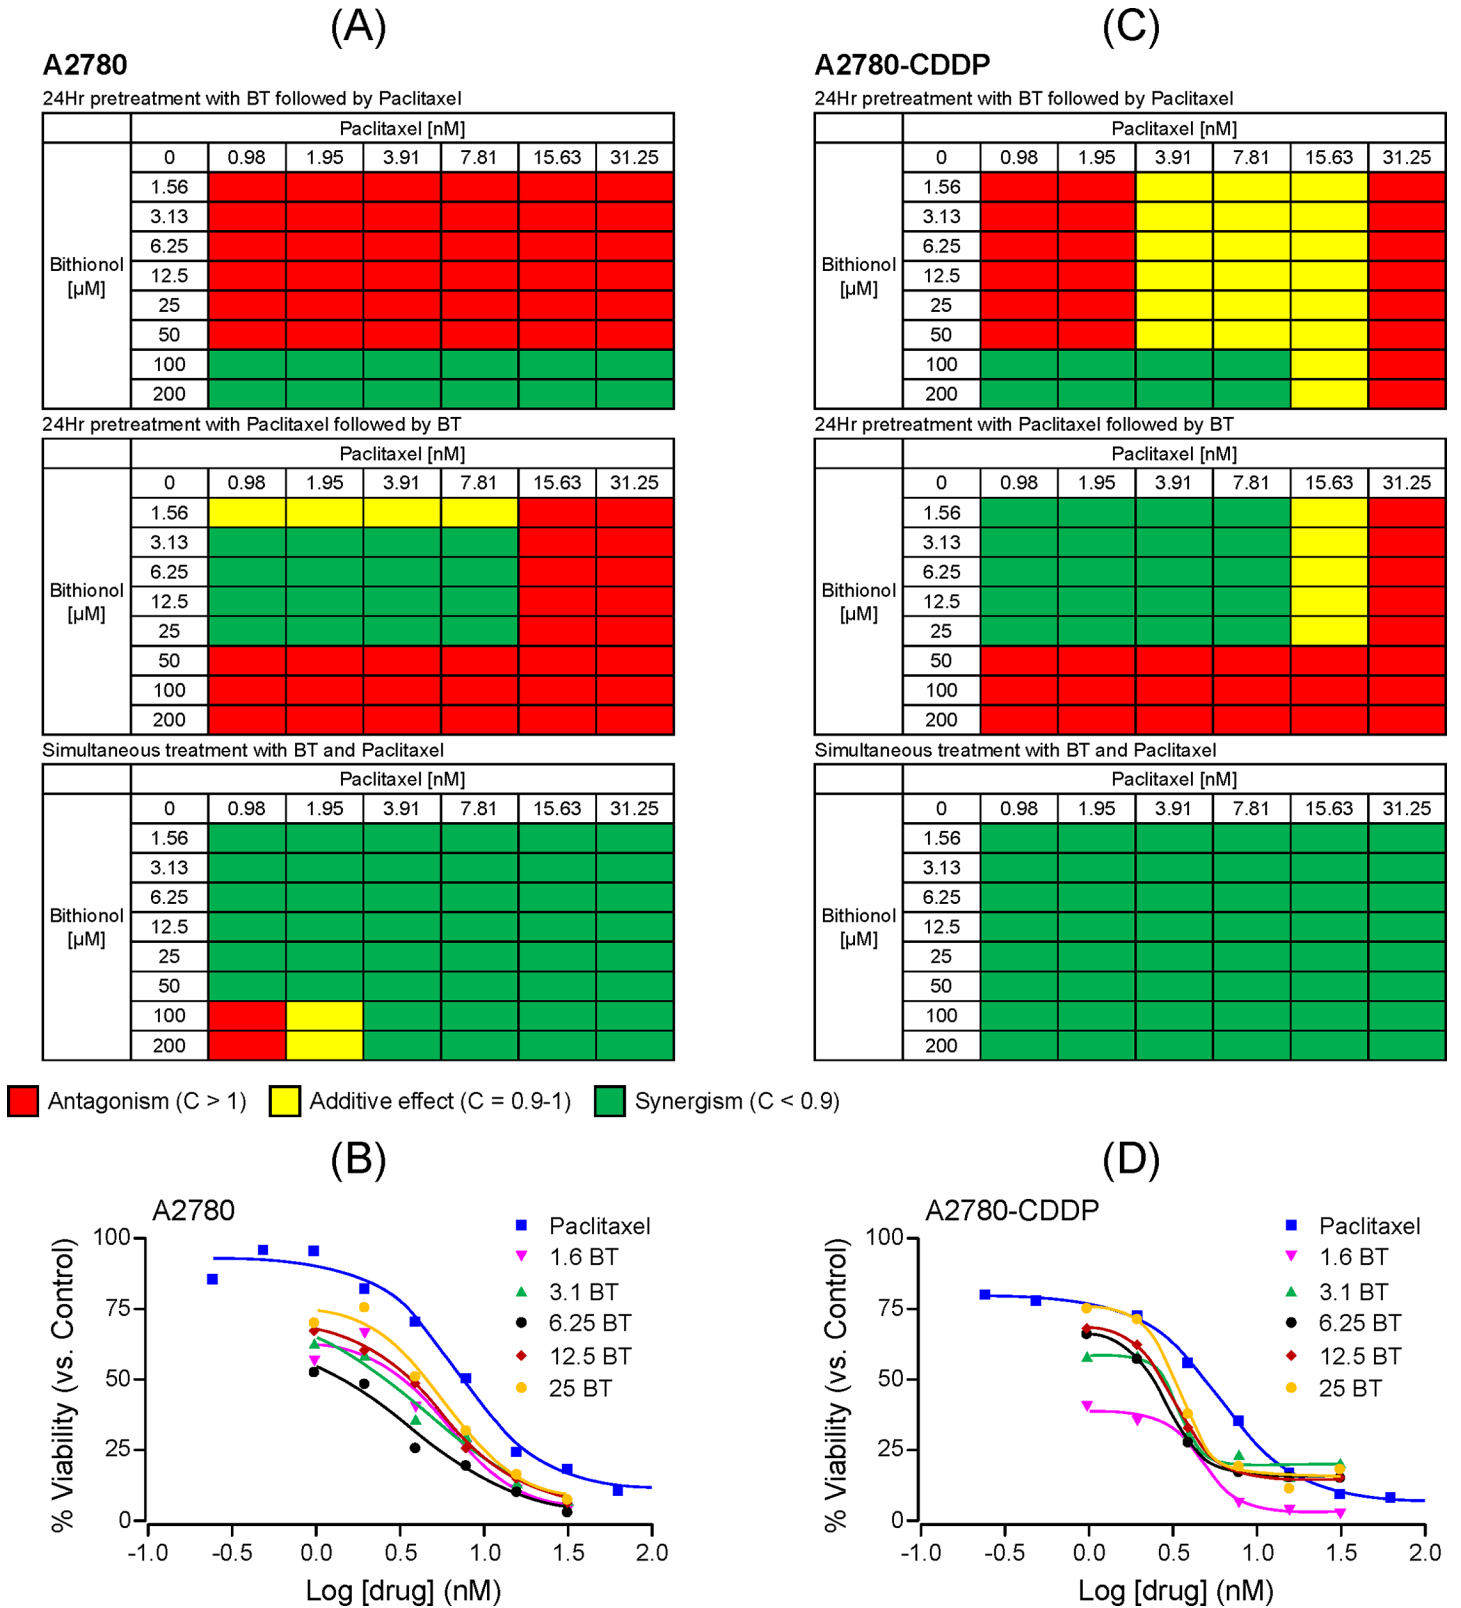 (A)
A2780
24Hr pretreatment with BT followed by Paclitaxel
Paclitaxel [nM]
0 0.98 1.95 3.91 7.81 15.63 31.25
Bithionol [µM]
1.56
3.13
6.25
12.5
25
50
100
200
24Hr pretreatment with Paclitaxel followed by BT
Paclitaxel [nM]
0 0.98 1.95 3.91 7.81 15.63 31.25
Bithionol [µM]
1.56
3.13
6.25
12.5
25
50
100
200
Simultaneous treatment with BT and Paclitaxel
Paclitaxel [nM]
0 0.98 1.95 3.91 7.81 15.63 31.25
Bithionol [µM]
1.56
3.13
6.25
12.5
25
50
100
200
(C)
A2780-CDDP
24Hr pretreatment with BT followed by Paclitaxel
Paclitaxel [nM]
0 0.98 1.95 3.91 7.81 15.63 31.25
Bithionol [µM]
1.56
3.13
6.25
12.5
25
50
100
200
24Hr pretreatment with Paclitaxel followed by BT
Paclitaxel [nM]
0 0.98 1.95 3.91 7.81 15.63 31.25
Bithionol [µM]
1.56
3.13
6.25
12.5
25
50
100
200
Simultaneous treatment with BT and Paclitaxel
Paclitaxel [nM]
0 0.98 1.95 3.91 7.81 15.63 31.25
Bithionol [µM]
1.56
3.13
6.25
12.5
25
50
100
200
Antagonism (C > 1) Additive effect (C = 0.9-1) Synergism (C < 0.9)
(B)
A2780
% Viability (vs. Control)
100
75
50
25
0
-1.0 -0.5 0.0 0.5 1.0 1.5 2.0
Log [drug] (nM)
Paclitaxel
1.6 BT
3.1 BT
6.25 BT
12.5 BT
25 BT
(D)
A2780-CDDP
% Viability (vs. Control)
100
75
50
25
0
-1.0 -0.5 0.0 0.5 1.0 1.5 2.0
Log [drug] (nM)
Paclitaxel
1.6 BT
3.1 BT
6.25 BT
12.5 BT
25 BT